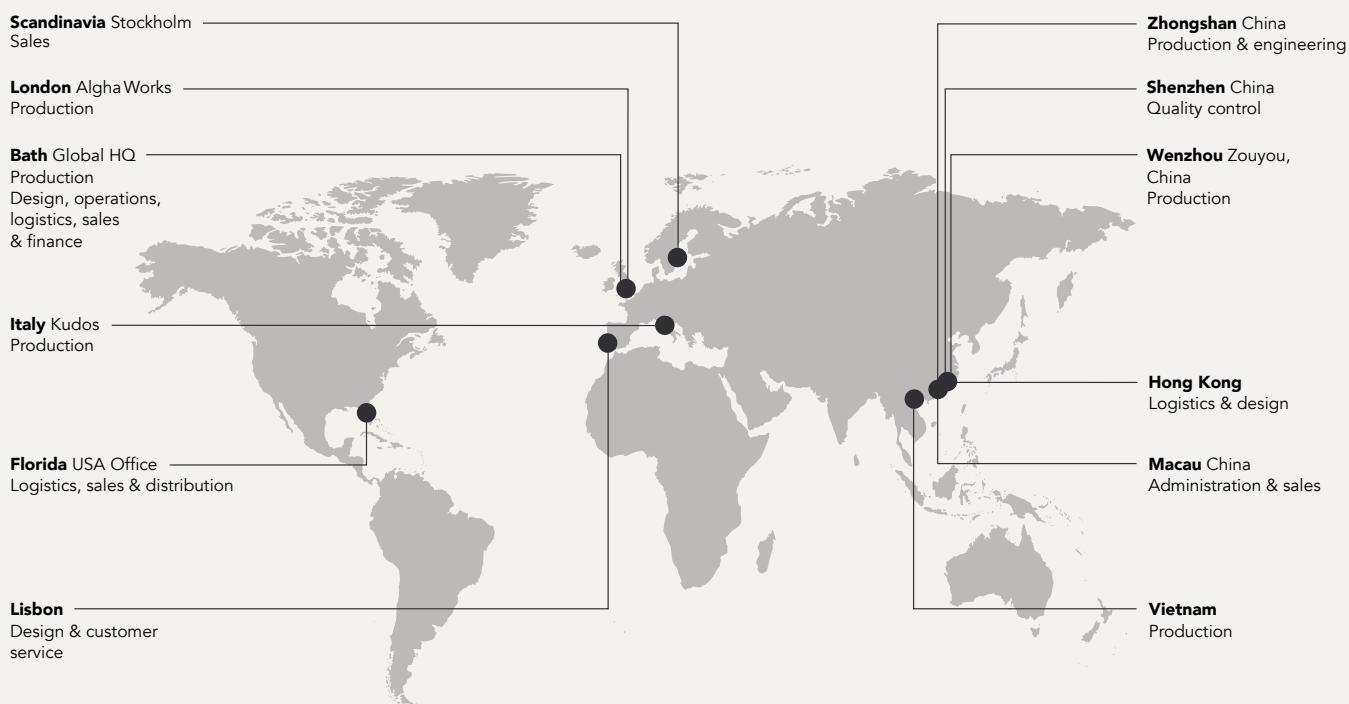 Scandinavia Stockholm
Sales
London Algha Works
Production
Bath Global HQ
Production
Design, operations,
logistics, sales
& finance
Italy Kudos
Production
Florida USA Office
Logistics, sales & distribution
Lisbon
Design & customer
service
Zhongshan China
Production & engineering
Shenzhen China
Quality control
Wenzhou Zouyou,
China
Production
Hong Kong
Logistics & design
Macau China
Administration & sales
Vietnam
Production